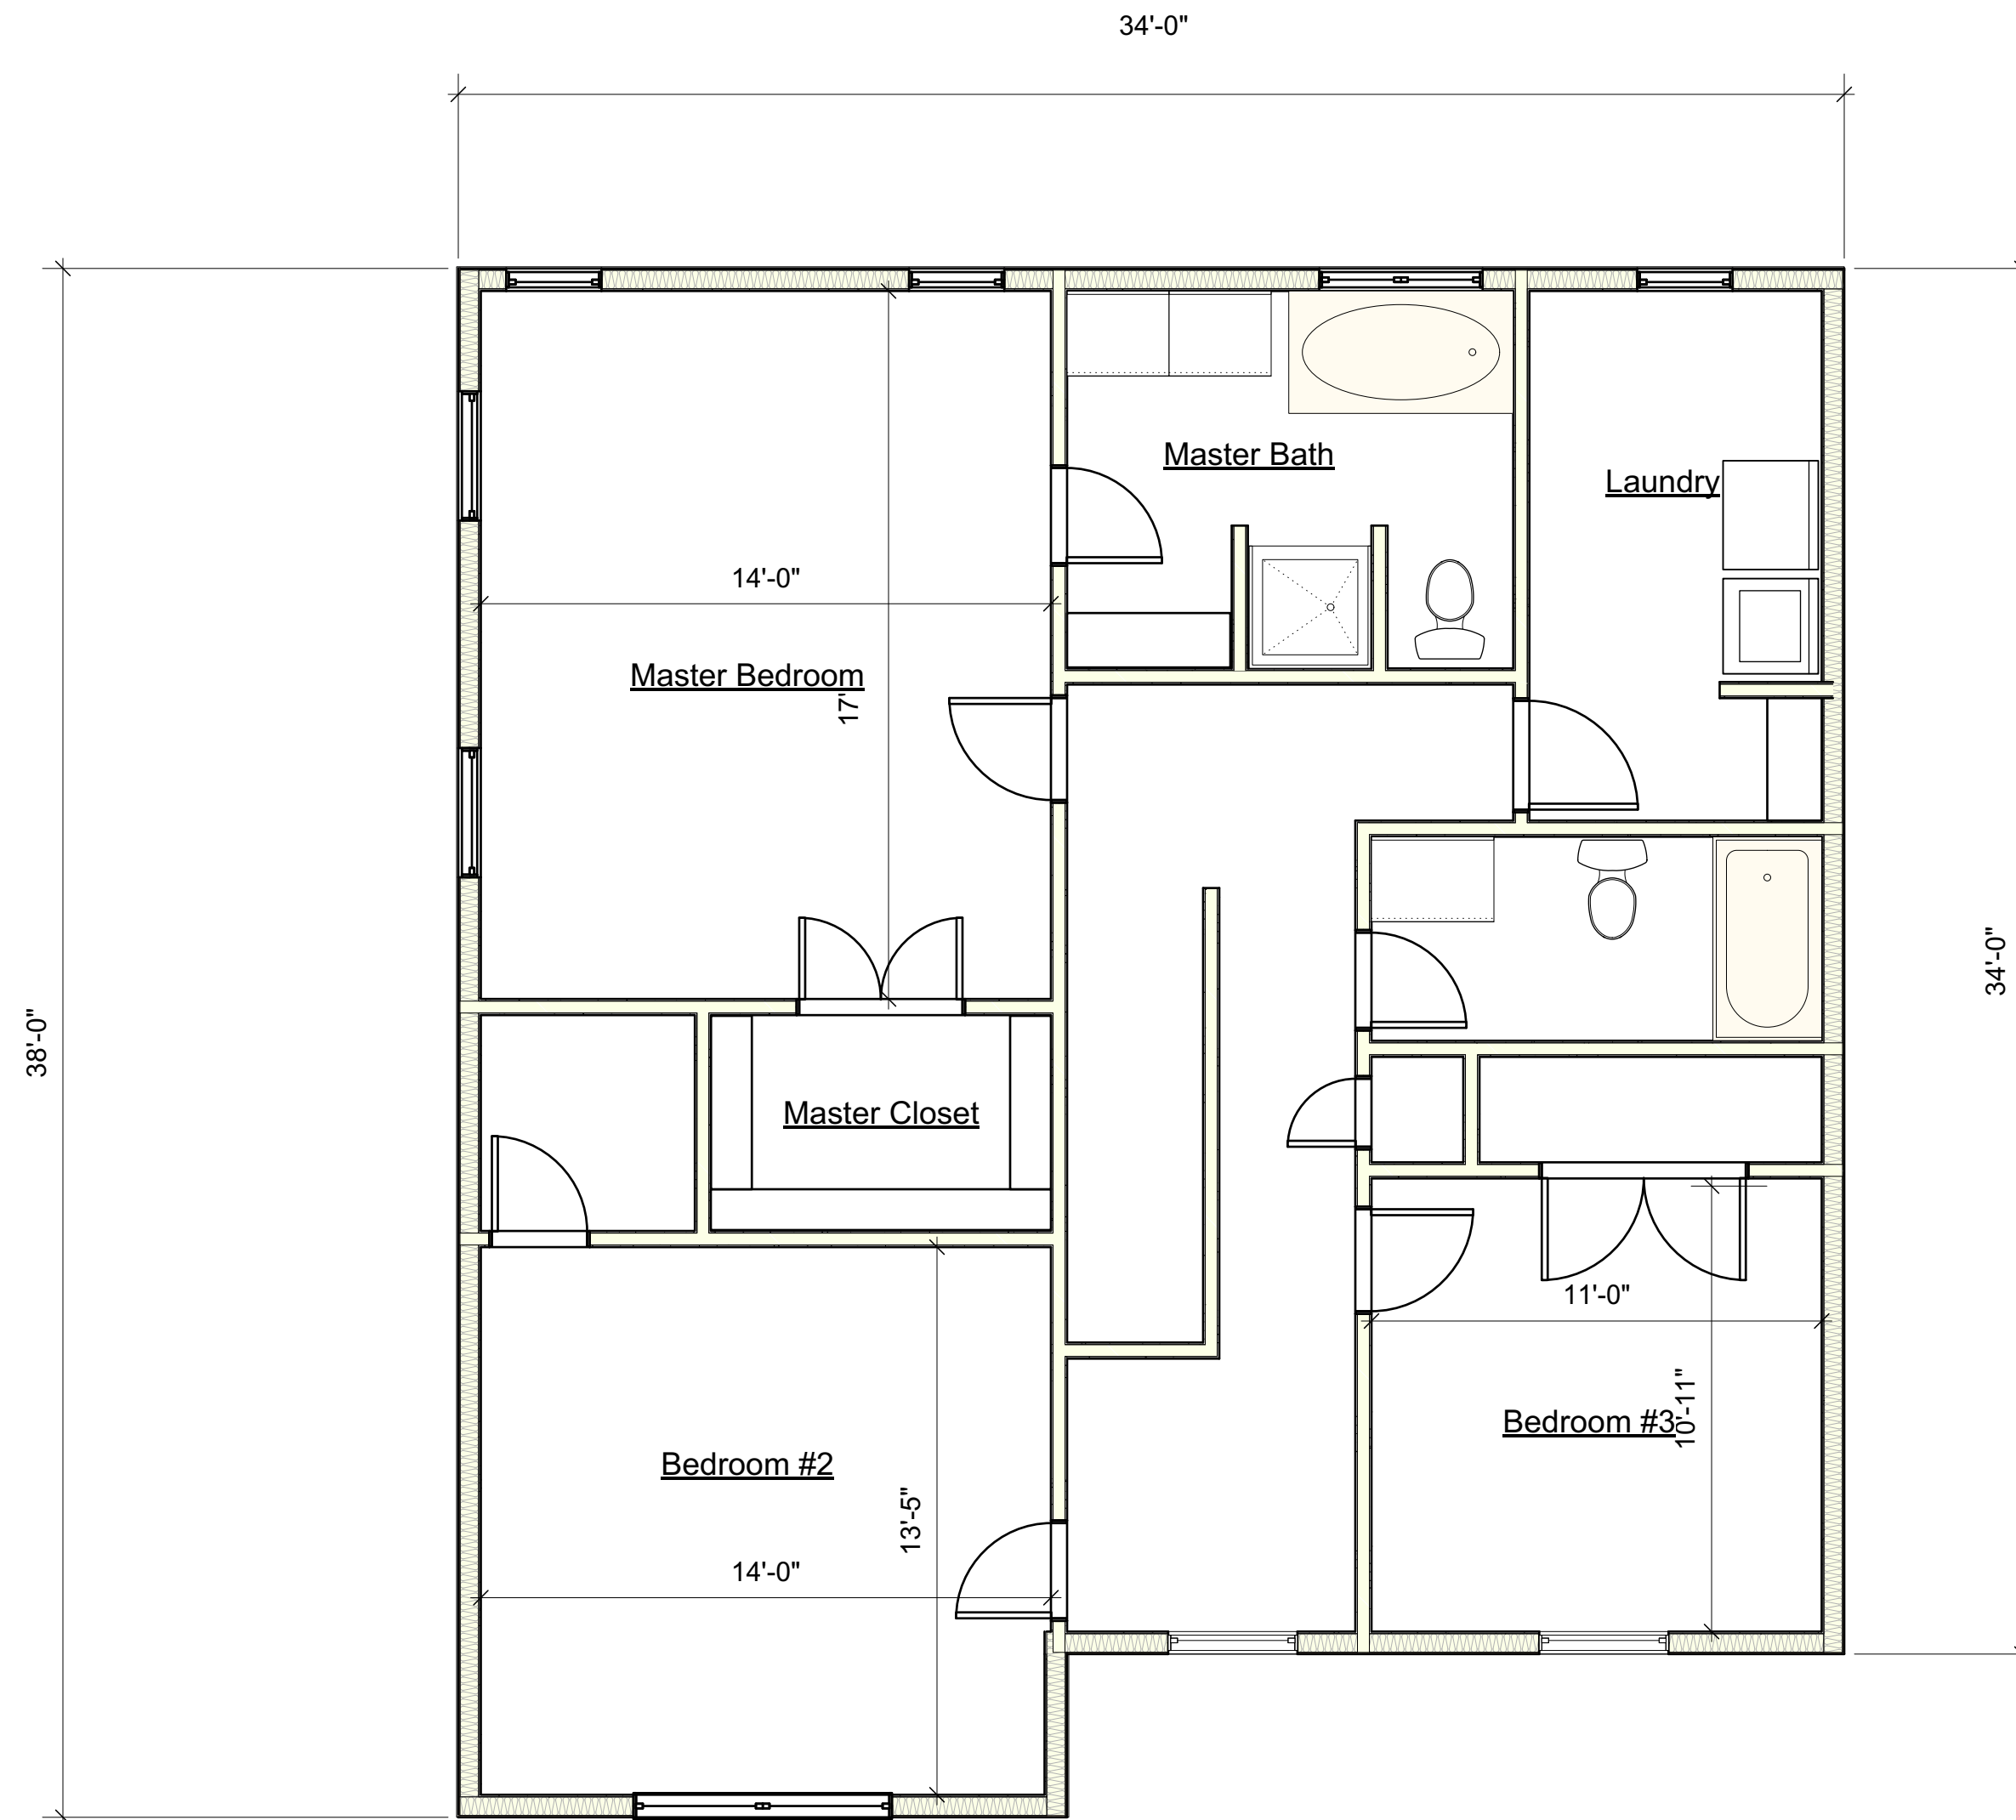 34'-0"
Master Bath
Laundry
14'-0"
Master Bedroom
17'
34'-0"
38'-0"
Master Closet
11'-0"
10'-11"
Bedroom #3
Bedroom #2
13'-5"
14'-0"